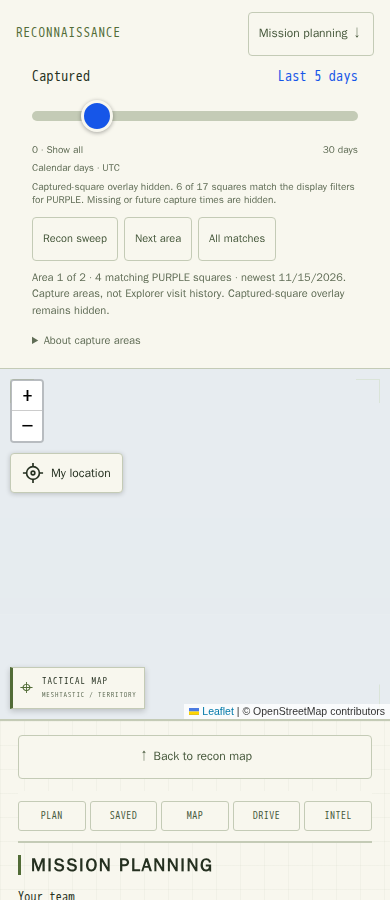 RECONNAISSANCE
Mission planning ↓
Captured
Last 5 days
0 · Show all
30 days
Calendar days · UTC
Captured-square overlay hidden. 6 of 17 squares match the display filters
for PURPLE. Missing or future capture times are hidden.
Recon sweep
Next area
All matches
Area 1 of 2 · 4 matching PURPLE squares · newest 11/15/2026.
Capture areas, not Explorer visit history. Captured-square overlay
remains hidden.
▶ About capture areas
+
−
My location
TACTICAL MAP
MESHTASTIC / TERRITORY
Leaflet | © OpenStreetMap contributors
↑ Back to recon map
PLAN
SAVED
MAP
DRIVE
INTEL
MISSION PLANNING
Your team